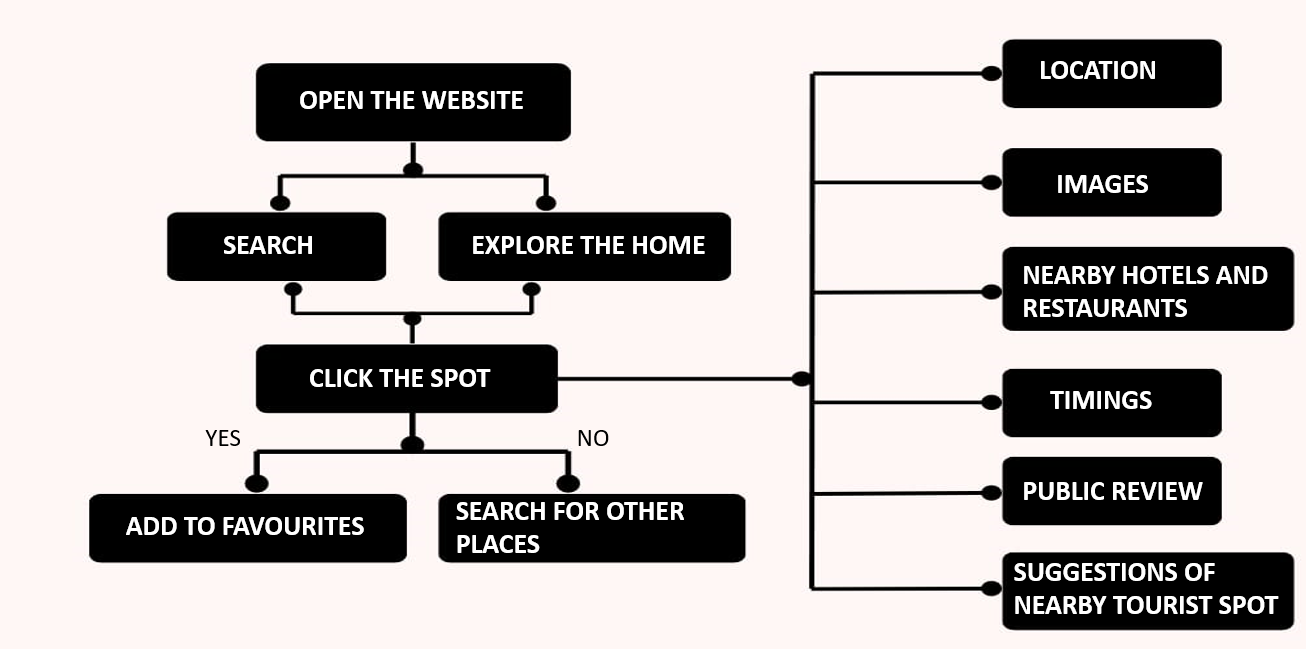 OPEN THE WEBSITE
SEARCH
EXPLORE THE HOME
CLICK THE SPOT
YES
NO
ADD TO FAVOURITES
SEARCH FOR OTHER
PLACES
LOCATION
IMAGES
NEARBY HOTELS AND
RESTAURANTS
TIMINGS
PUBLIC REVIEW
SUGGESTIONS OF
NEARBY TOURIST SPOT